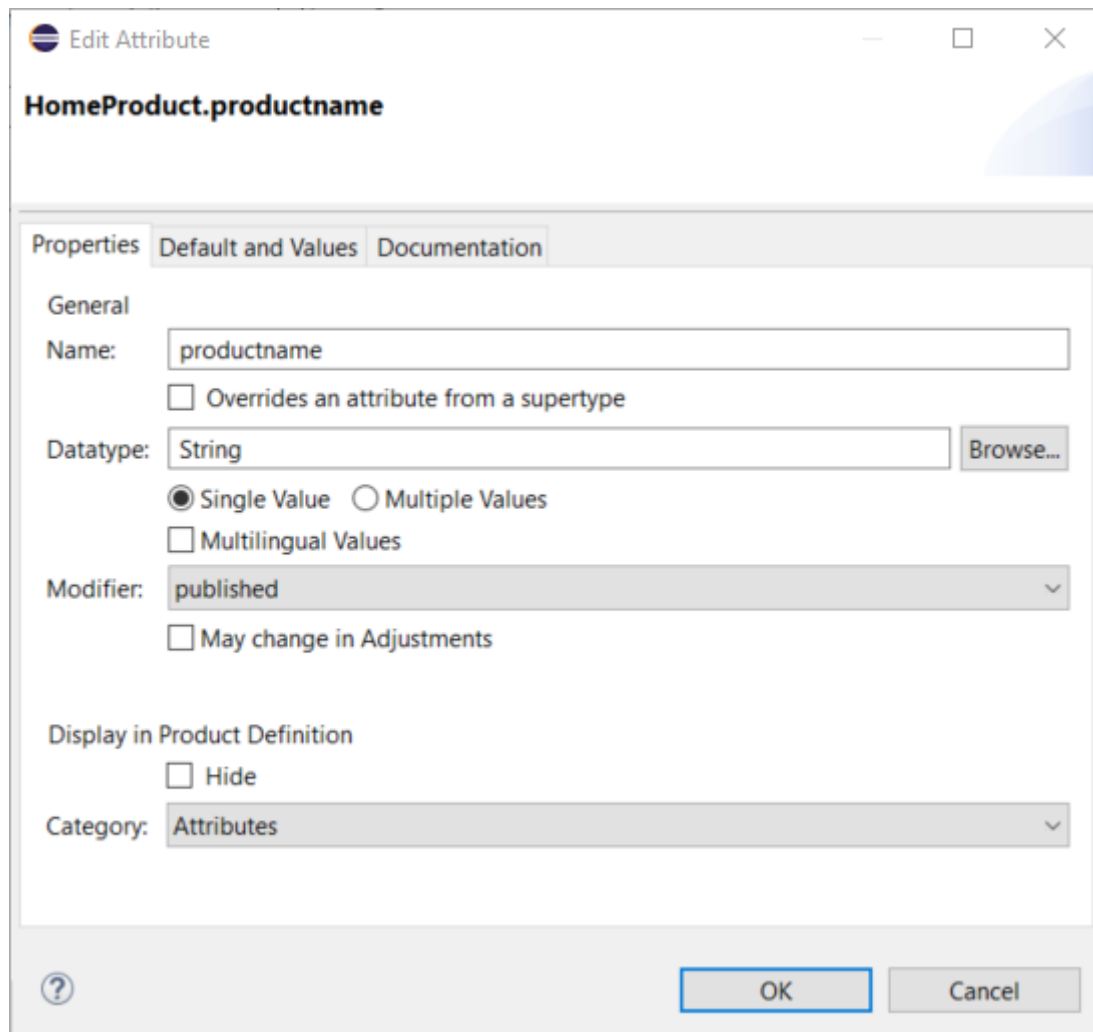 Edit Attribute
HomeProduct.productname
Properties Default and Values Documentation
General
Name: productname
Overrides an attribute from a supertype
Datatype: String Browse...
Single Value Multiple Values
Multilingual Values
Modifier: published
May change in Adjustments
Display in Product Definition
Hide
Category: Attributes
? OK Cancel